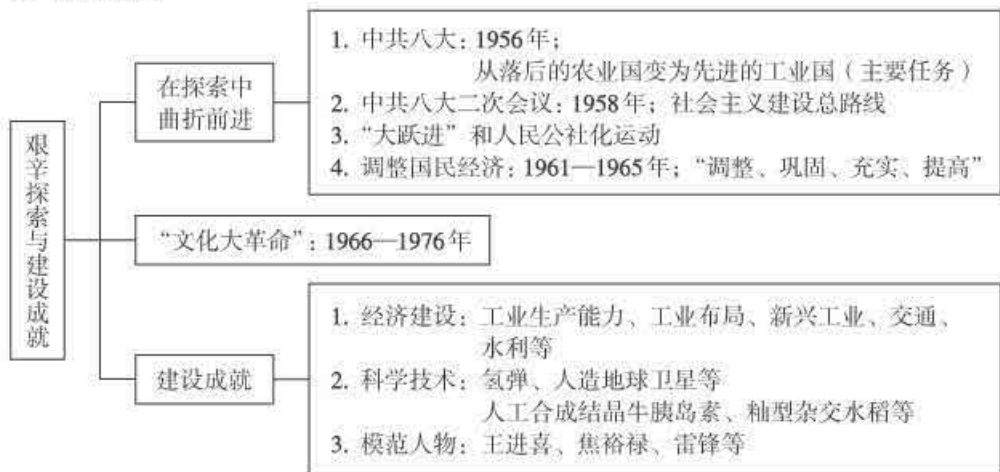 艰辛探索与建设成就
在探索中
曲折前进
1. 中共八大：1956年；
从落后的农业国变为先进的工业国（主要任务）
2. 中共八大二次会议：1958年；社会主义建设总路线
3. “大跃进”和人民公社化运动
4. 调整国民经济：1961—1965年；“调整、巩固、充实、提高”
“文化大革命”：1966—1976年
建设成就
1. 经济建设：工业生产能力、工业布局、新兴工业、交通、
水利等
2. 科学技术：氢弹、人造地球卫星等
人工合成结晶牛胰岛素、籼型杂交水稻等
3. 模范人物：王进喜、焦裕禄、雷锋等